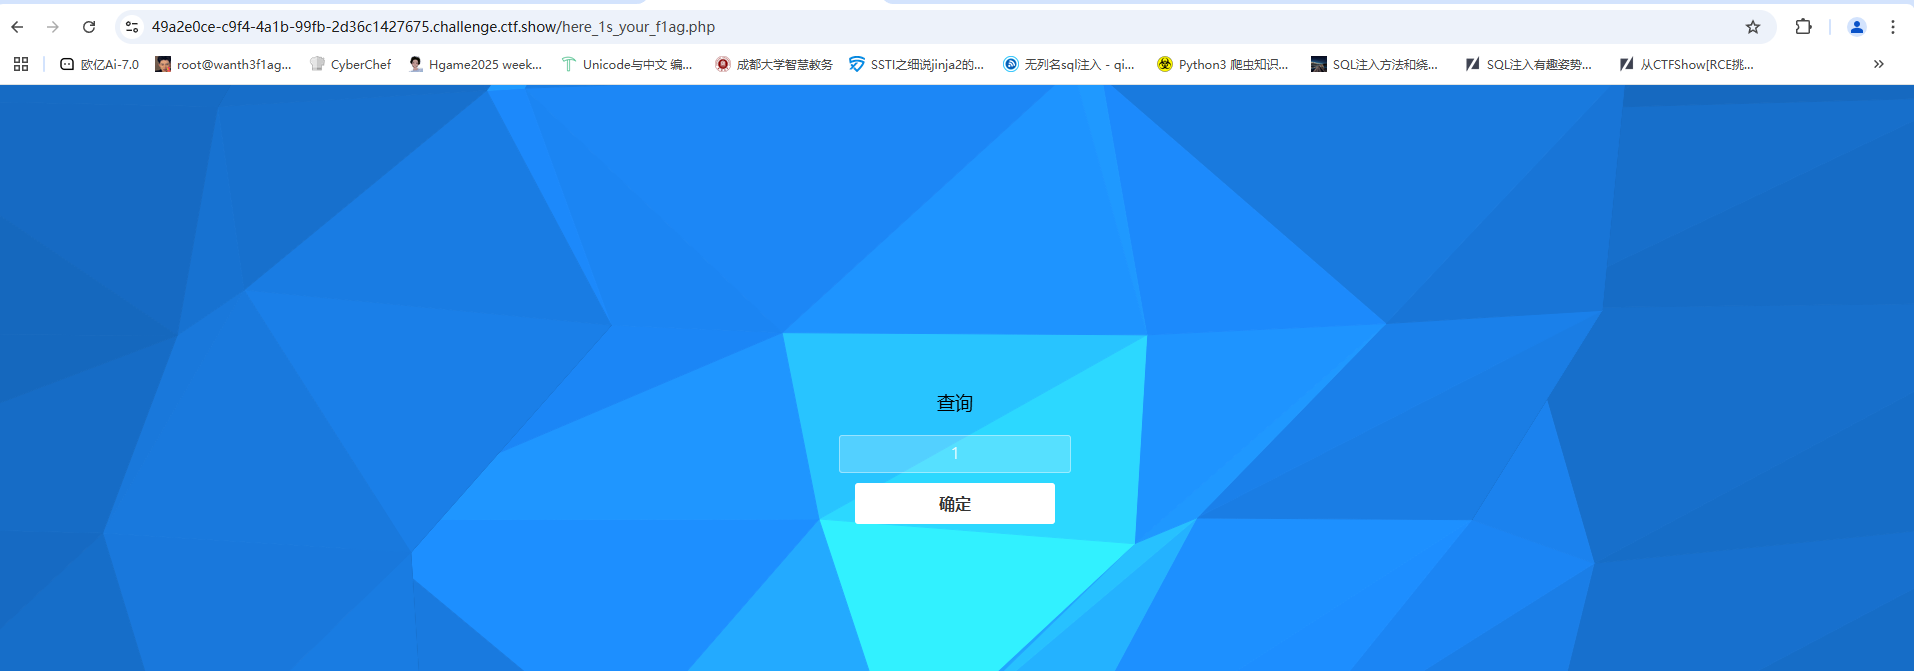 49a2e0ce-c9f4-4a1b-99fb-2d36c1427675.challenge.ctf.show/here_1s_your_f1ag.php
欧亿Ai-7.0 root@wanth3f1ag... CyberChef Hgame2025 week... Unicode与中文 编... 成都大学智慧教务 SSTI之细说jinja2的... 无列名sql注入 - qi... Python3 爬虫知识... SQL注入方法和绕... SQL注入有趣姿势... 从CTFShow[RCE挑...
查询
1
确定